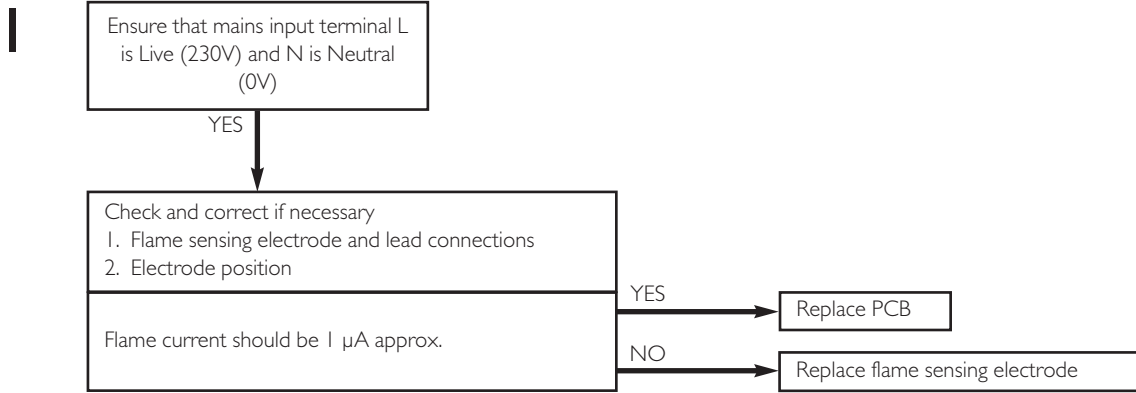 I
Ensure that mains input terminal L
is Live (230V) and N is Neutral
(0V)
YES
Check and correct if necessary
1. Flame sensing electrode and lead connections
2. Electrode position
Flame current should be 1 µA approx.
YES
Replace PCB
NO
Replace flame sensing electrode